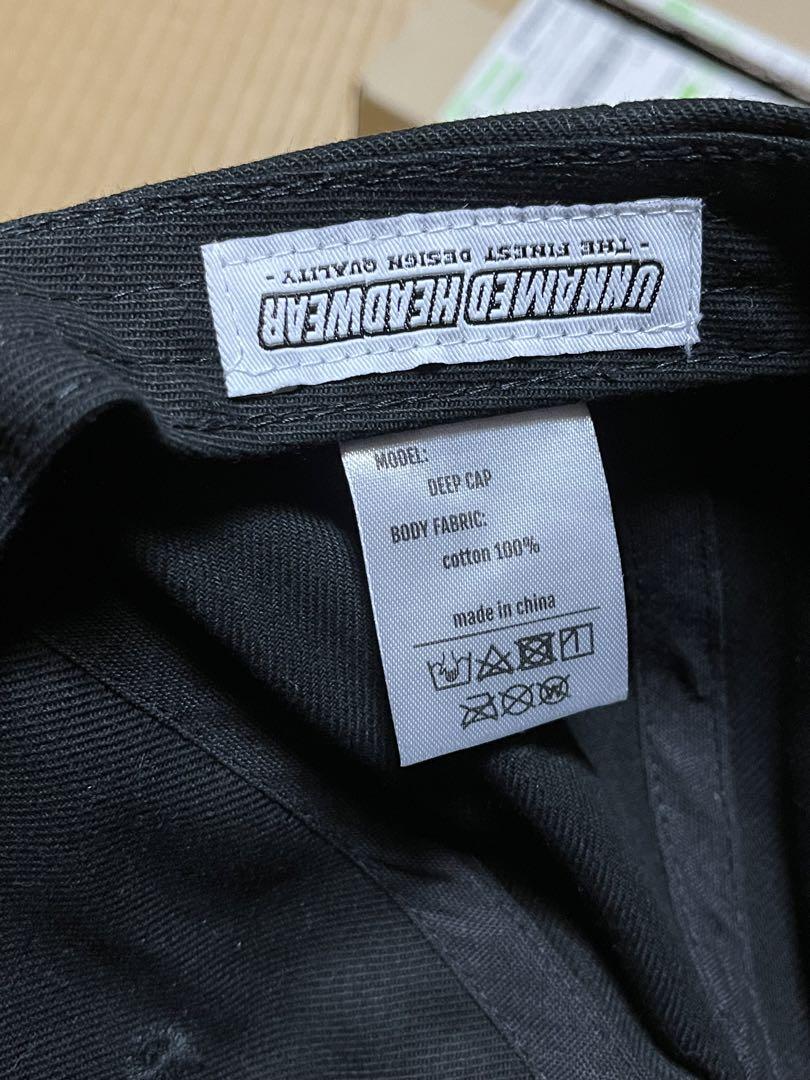 UNNAMED HEADWEAR
- THE FINEST DESIGN QUALITY -
MODEL:
DEEP CAP
BODY FABRIC:
cotton 100%
made in china